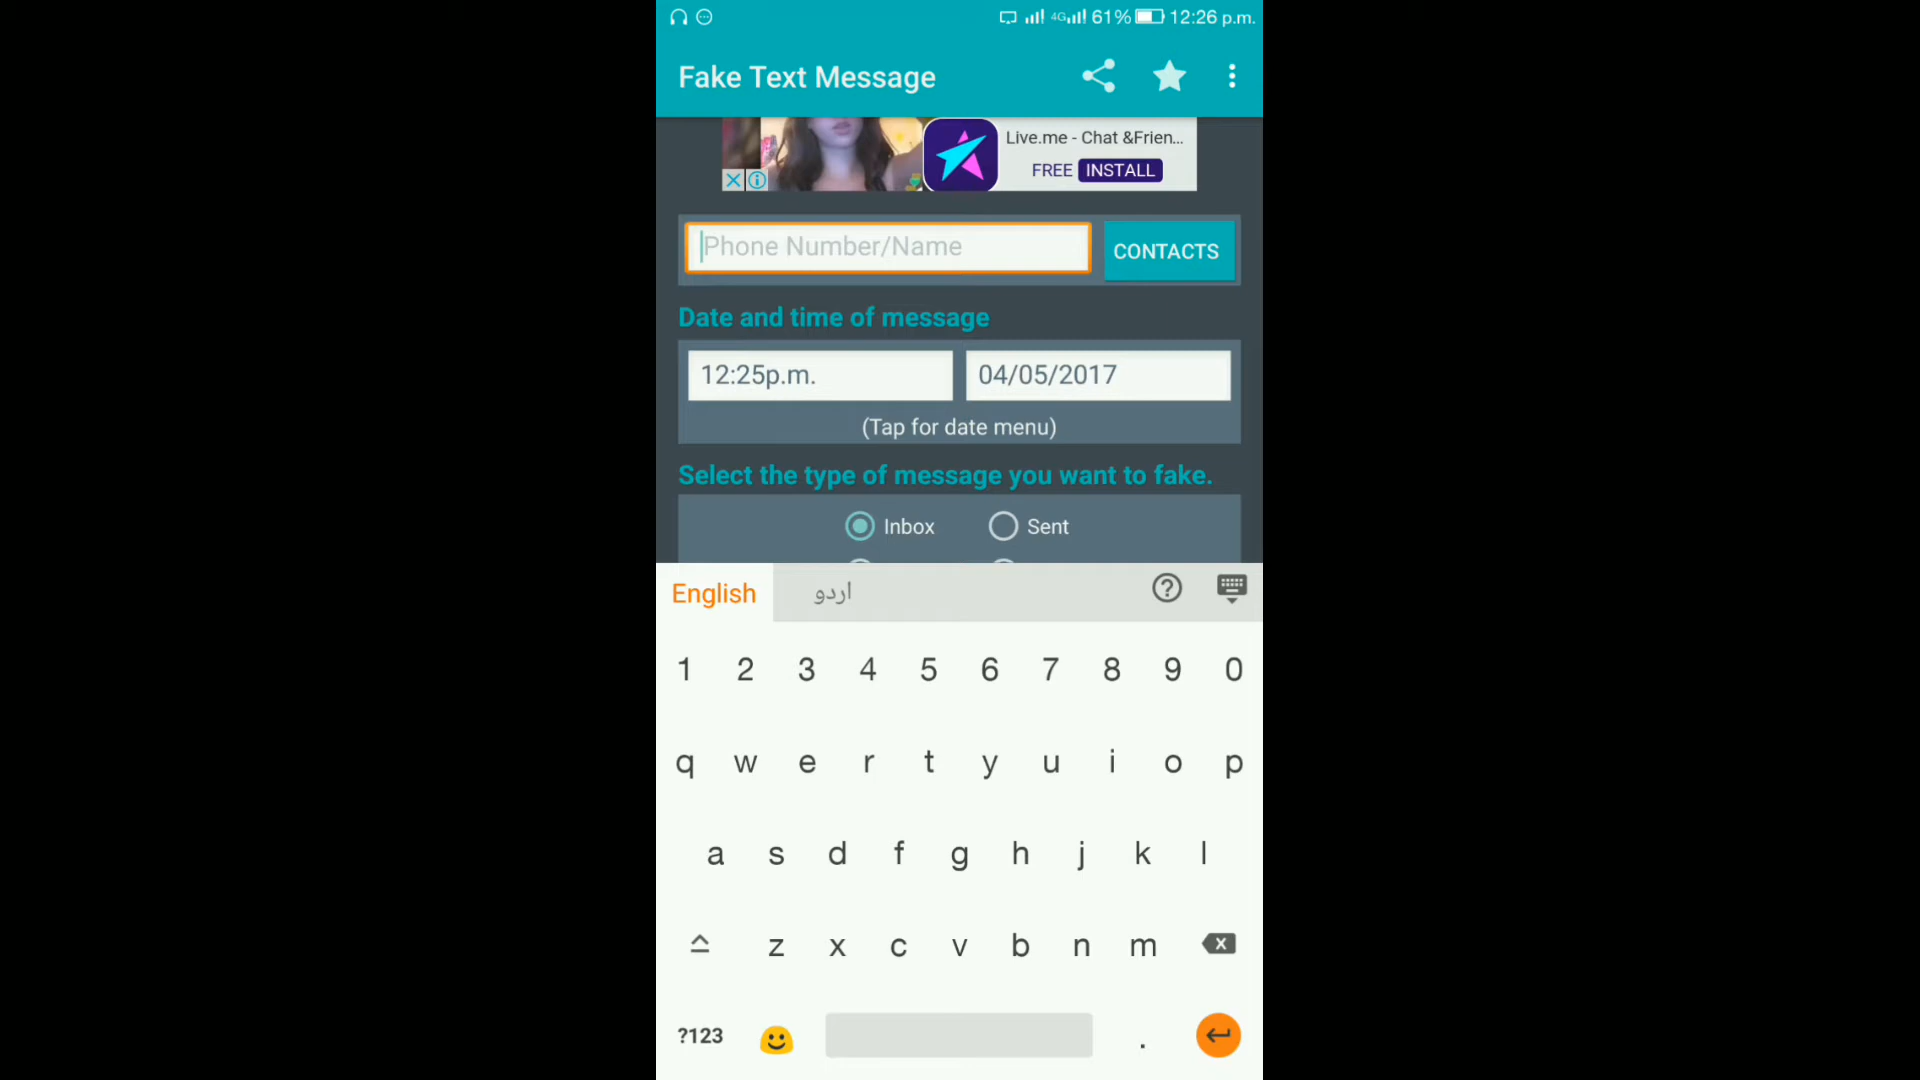 4G 61% 12:26 p.m.
Fake Text Message
Live.me - Chat &Frien...
FREE INSTALL
Phone Number/Name
CONTACTS
Date and time of message
12:25p.m. 04/05/2017
(Tap for date menu)
Select the type of message you want to fake.
Inbox Sent
English اردو
1 2 3 4 5 6 7 8 9 0
q w e r t y u i o p
a s d f g h j k l
z x c v b n m
?123 .